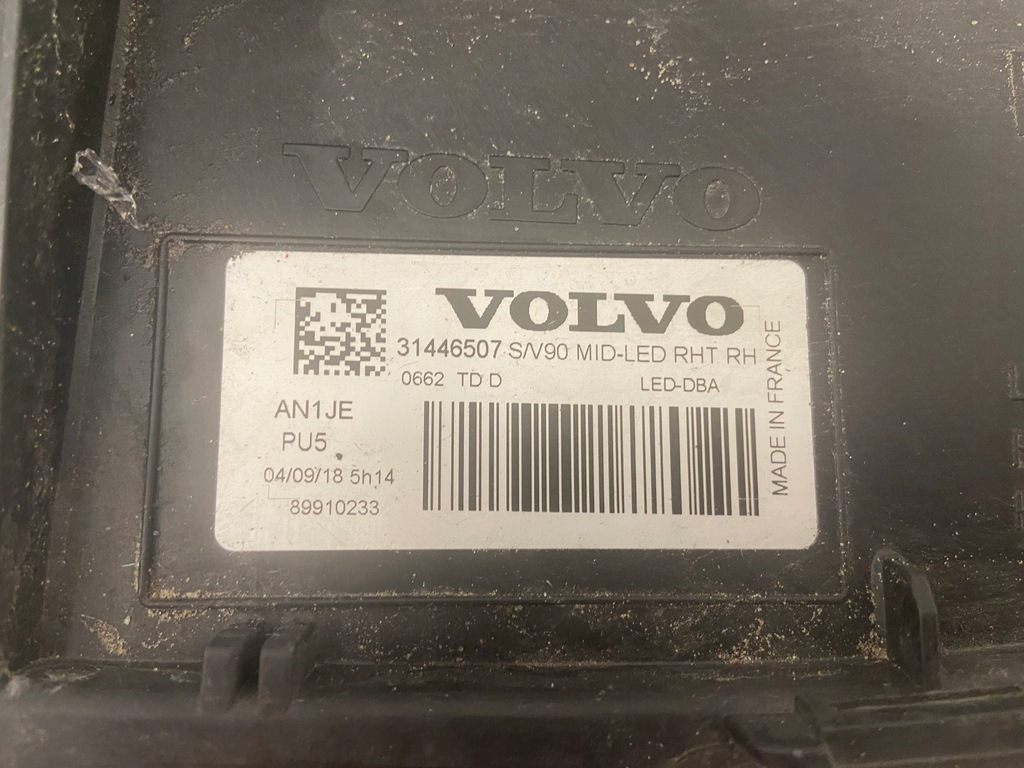 VOLVO
VOLVO
31446507 S/V90 MID-LED RHT RH
0662 TD D LED-DBA
AN1JE
PU5
04/09/18 5h14
89910233
MADE IN FRANCE